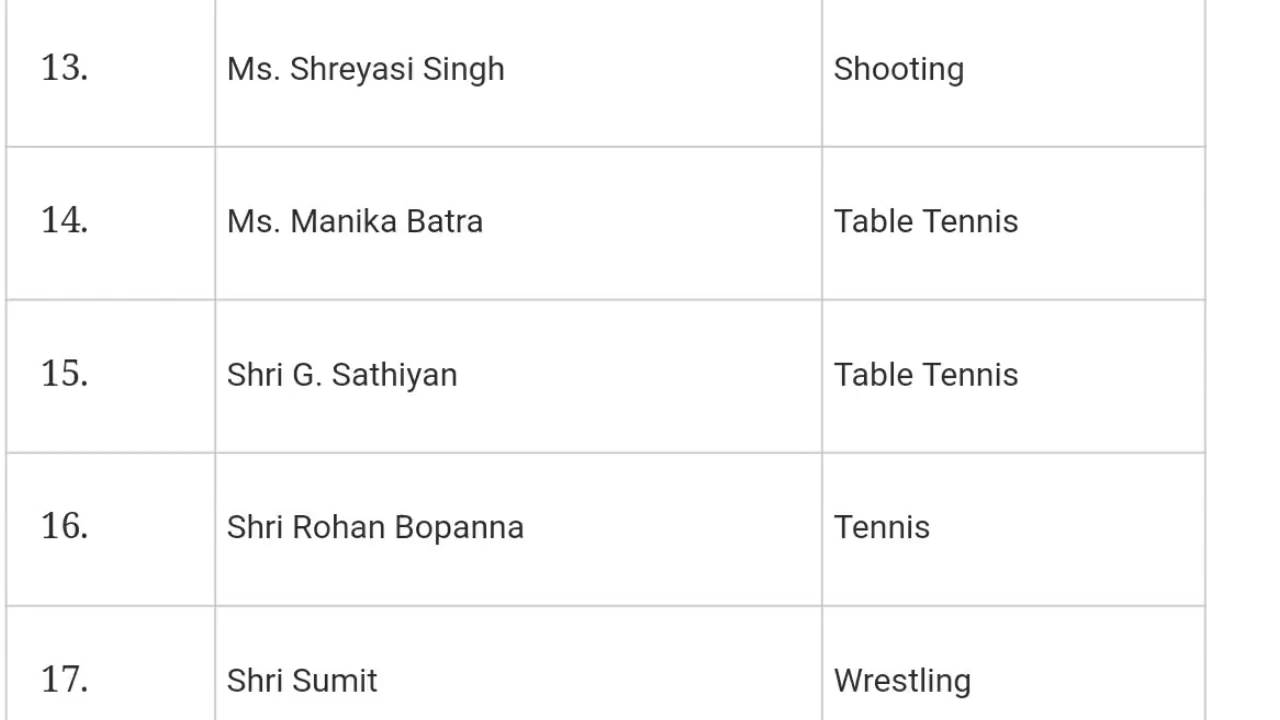 13. Ms. Shreyasi Singh Shooting
14. Ms. Manika Batra Table Tennis
15. Shri G. Sathiyan Table Tennis
16. Shri Rohan Bopanna Tennis
17. Shri Sumit Wrestling